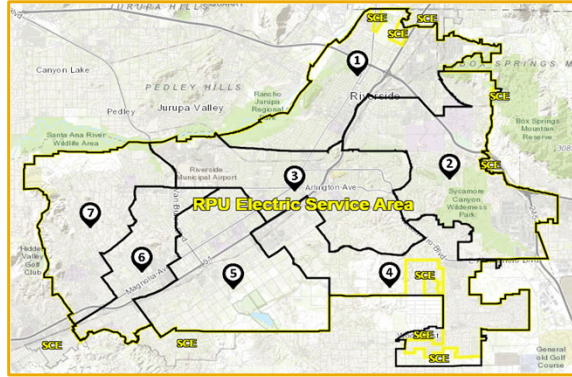 JURUPA HILLS
SCE
SCE
SCE
1
BOX SPRINGS M
Canyon Lake
PEDLEY HILLS
Riverside
Pedley
Jurupa Valley
Rancho
Jurupa
Regional
SCE
Santa Ana River
Wildlife Area
Box Springs
Mountain
Reserve
Riverside
Municipal Airport
3
2
SCE
Arlington Ave
Sycamore
Canyon
Wilderness
Park
RPU Electric Service Area
7
Hidden
Valley
Golf
Club
6
Magnolia Av
5
4
SCE
SCE
SCE
SCE
SCE
General
old Golf
Course